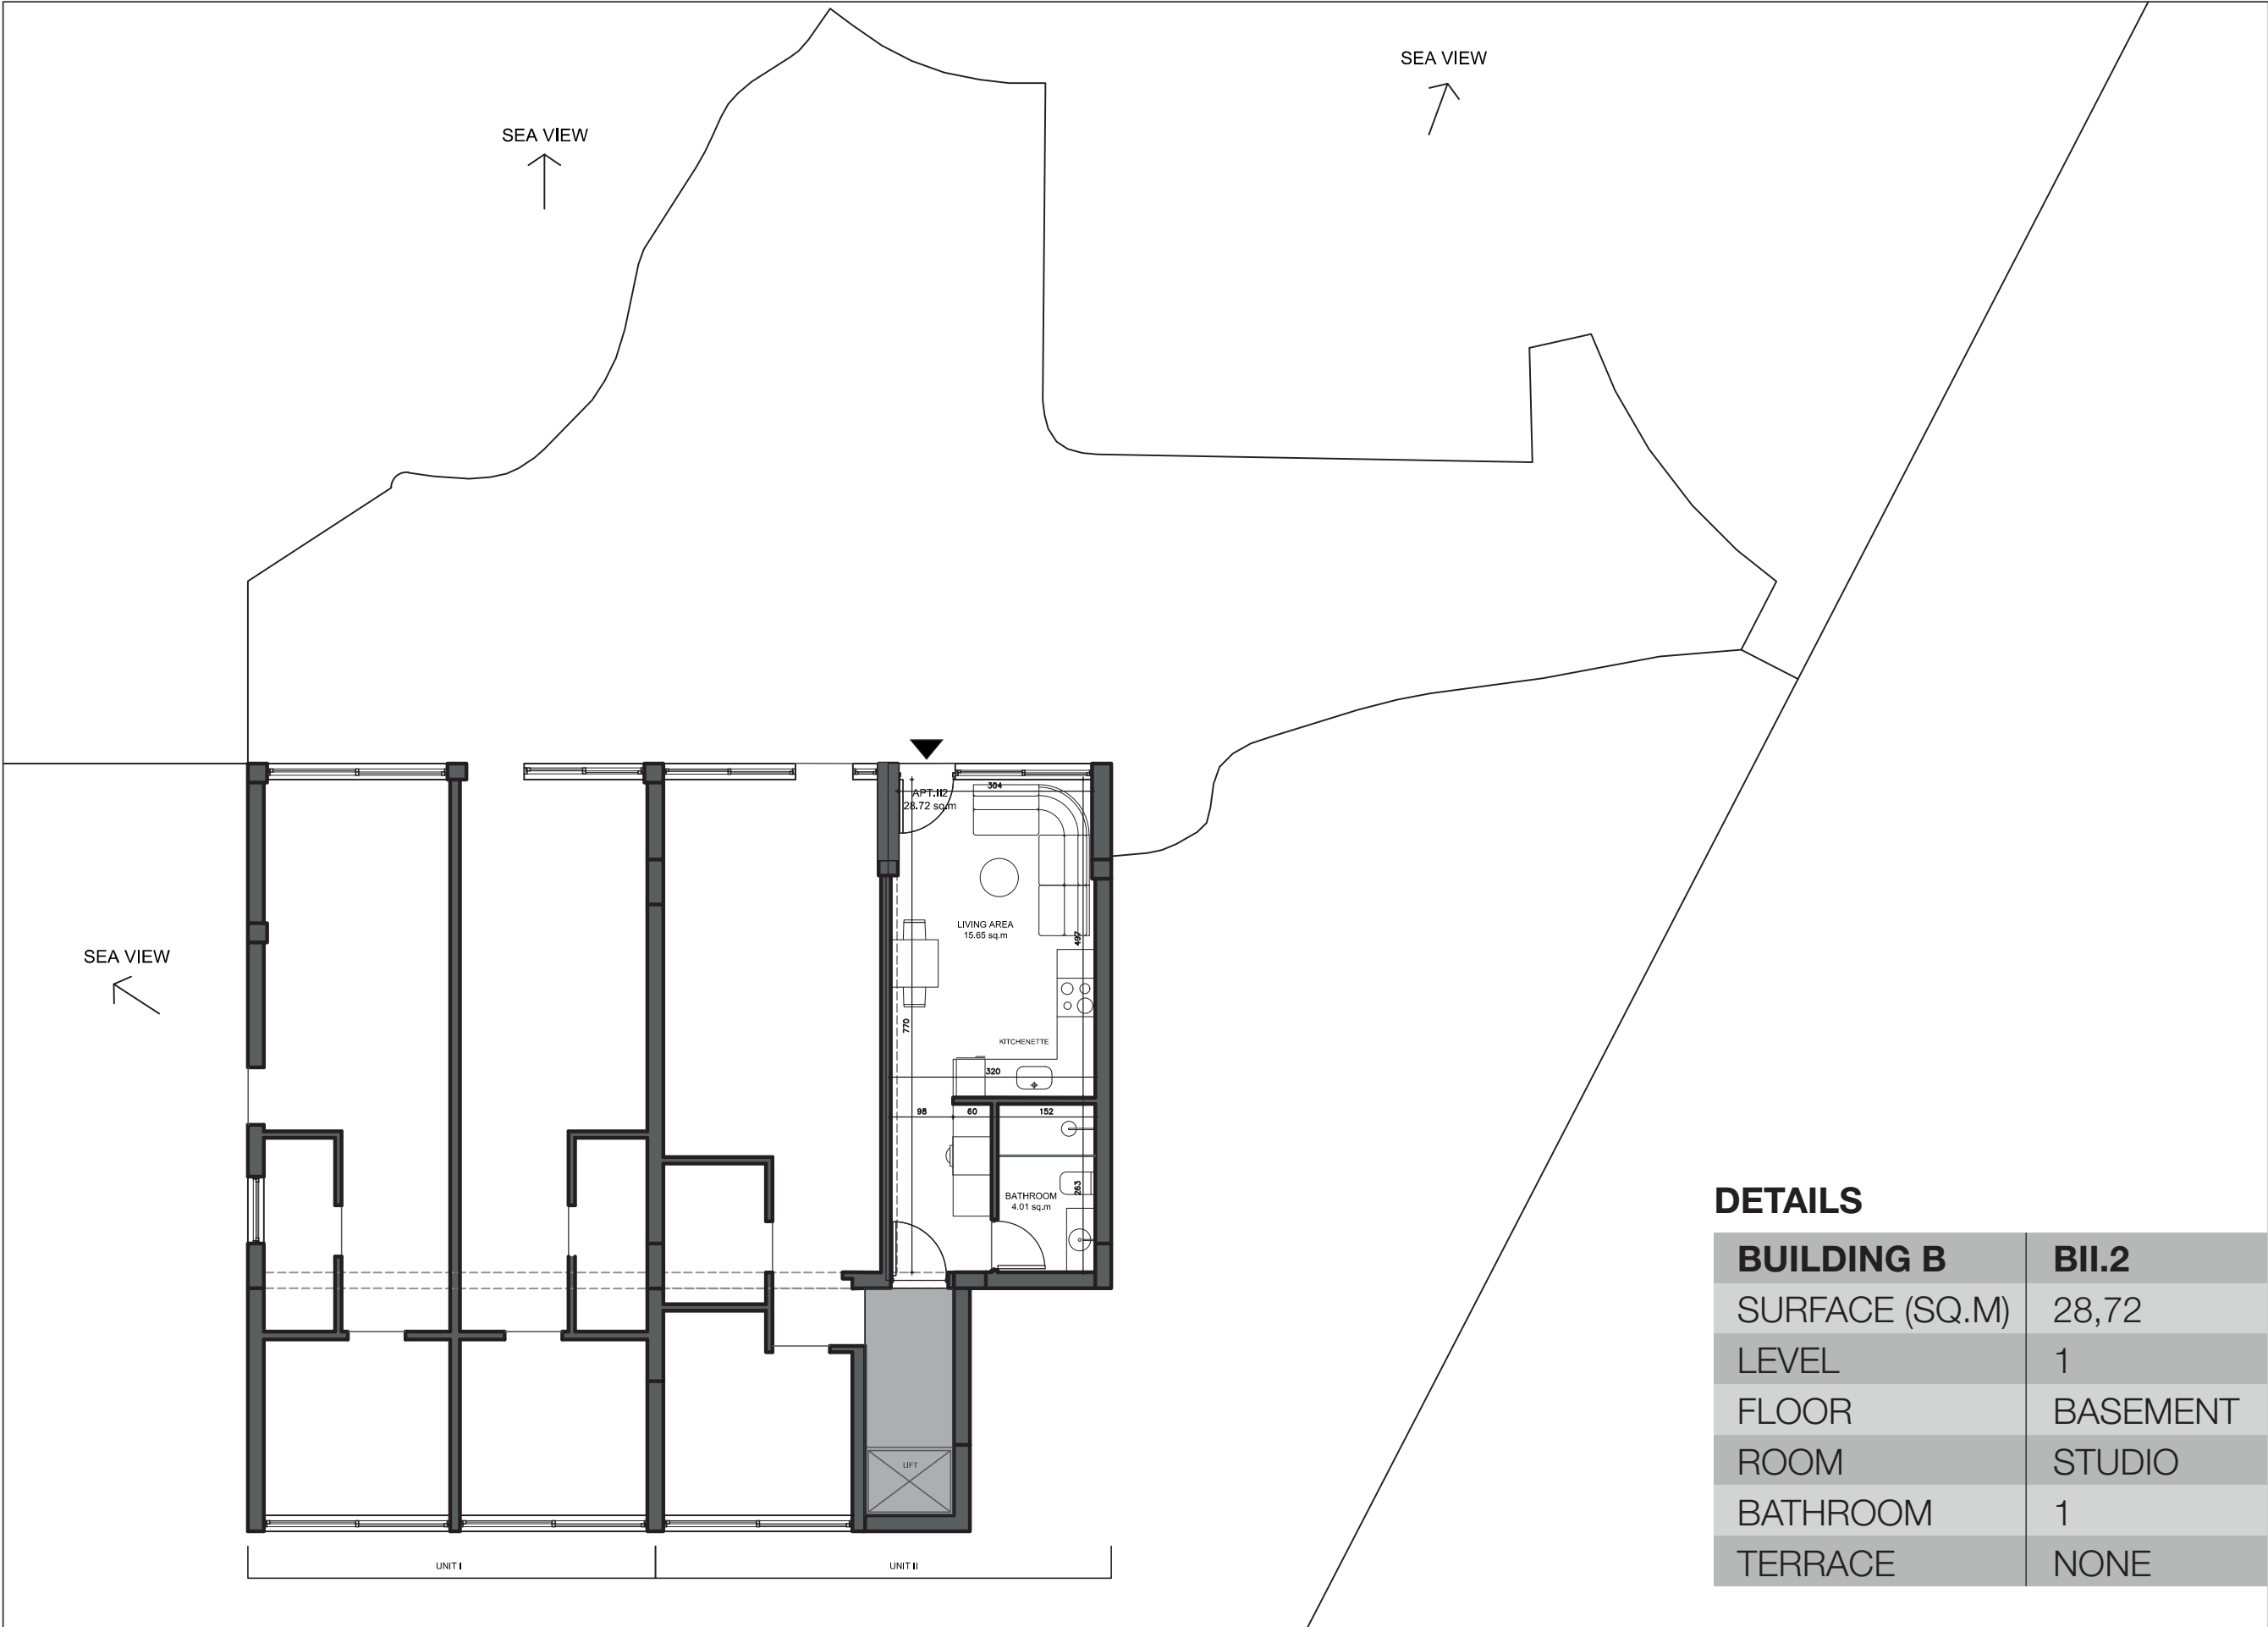 SEA VIEW
SEA VIEW
APT.II2
28.72 sq.m
304
LIVING AREA
15.65 sq.m
497
SEA VIEW
770
KITCHENETTE
320
98
60
152
BATHROOM
4.01 sq.m
263
LIFT
UNIT I
UNIT II
DETAILS
BUILDING B BII.2
SURFACE (SQ.M) 28,72
LEVEL 1
FLOOR BASEMENT
ROOM STUDIO
BATHROOM 1
TERRACE NONE